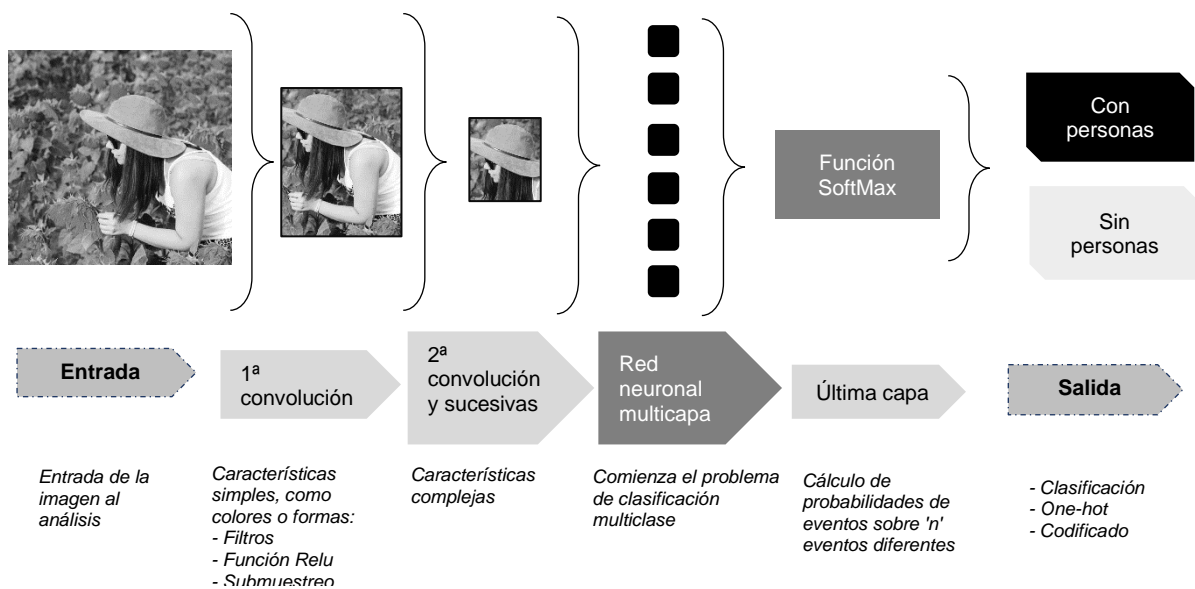 Con
personas
Función
SoftMax
Sin
personas
Entrada
1ª
convolución
2ª
convolución
y sucesivas
Red
neuronal
multicapa
Última capa
Salida
Entrada de la
imagen al
análisis
Características
simples, como
colores o formas:
- Filtros
- Función Relu
- Submuestreo
Características
complejas
Comienza el problema
de clasificación
multiclase
Cálculo de
probabilidades de
eventos sobre 'n'
eventos diferentes
- Clasificación
- One-hot
- Codificado